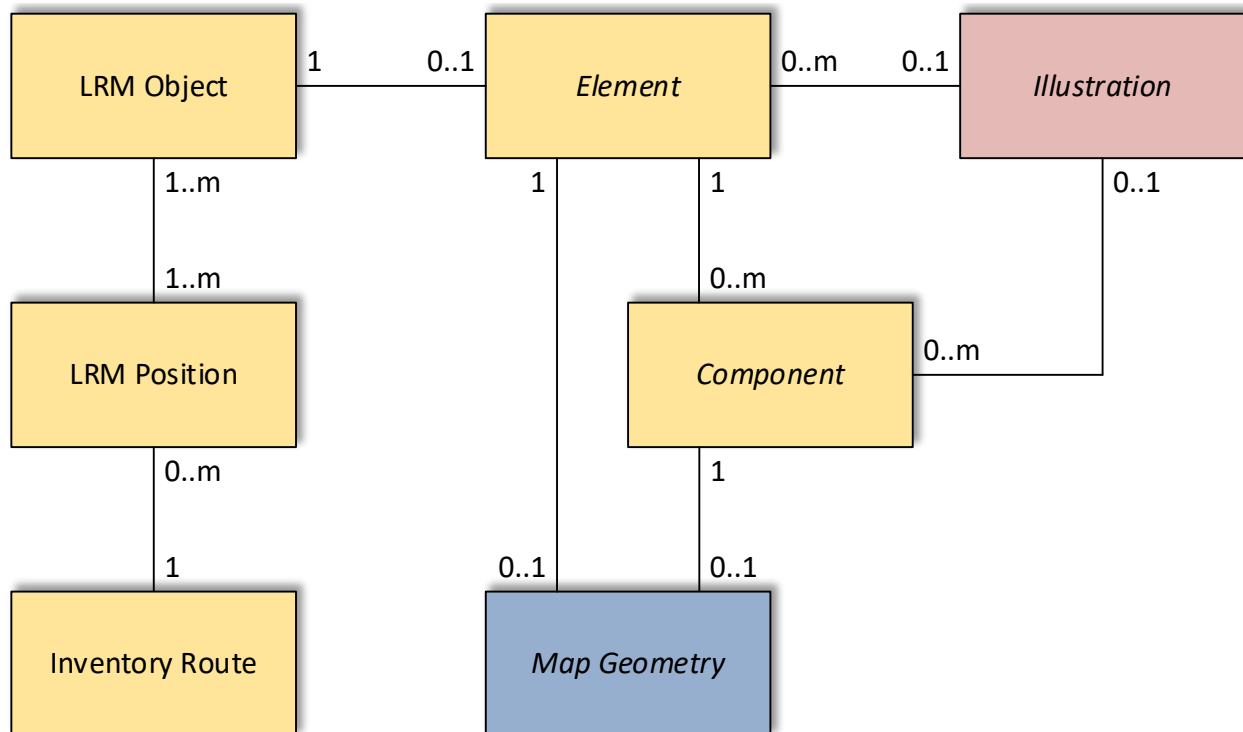 LRM Object
1
0..1
Element
0..m
0..1
Illustration
1..m
1
1
0..1
1..m
0..m
LRM Position
Component
0..m
0..m
1
1
0..1
0..1
Inventory Route
Map Geometry